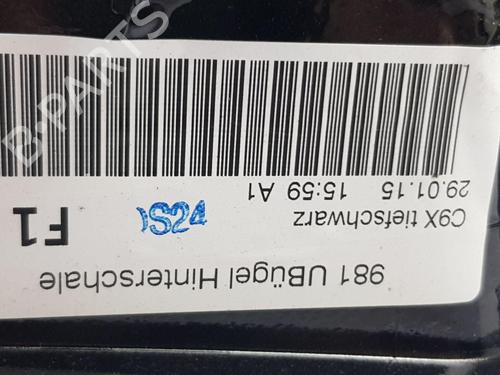 981 UBügel Hinterschale
C9X tiefschwarz
29.01.15 15:59 A1
F1
S24
B-PARTS